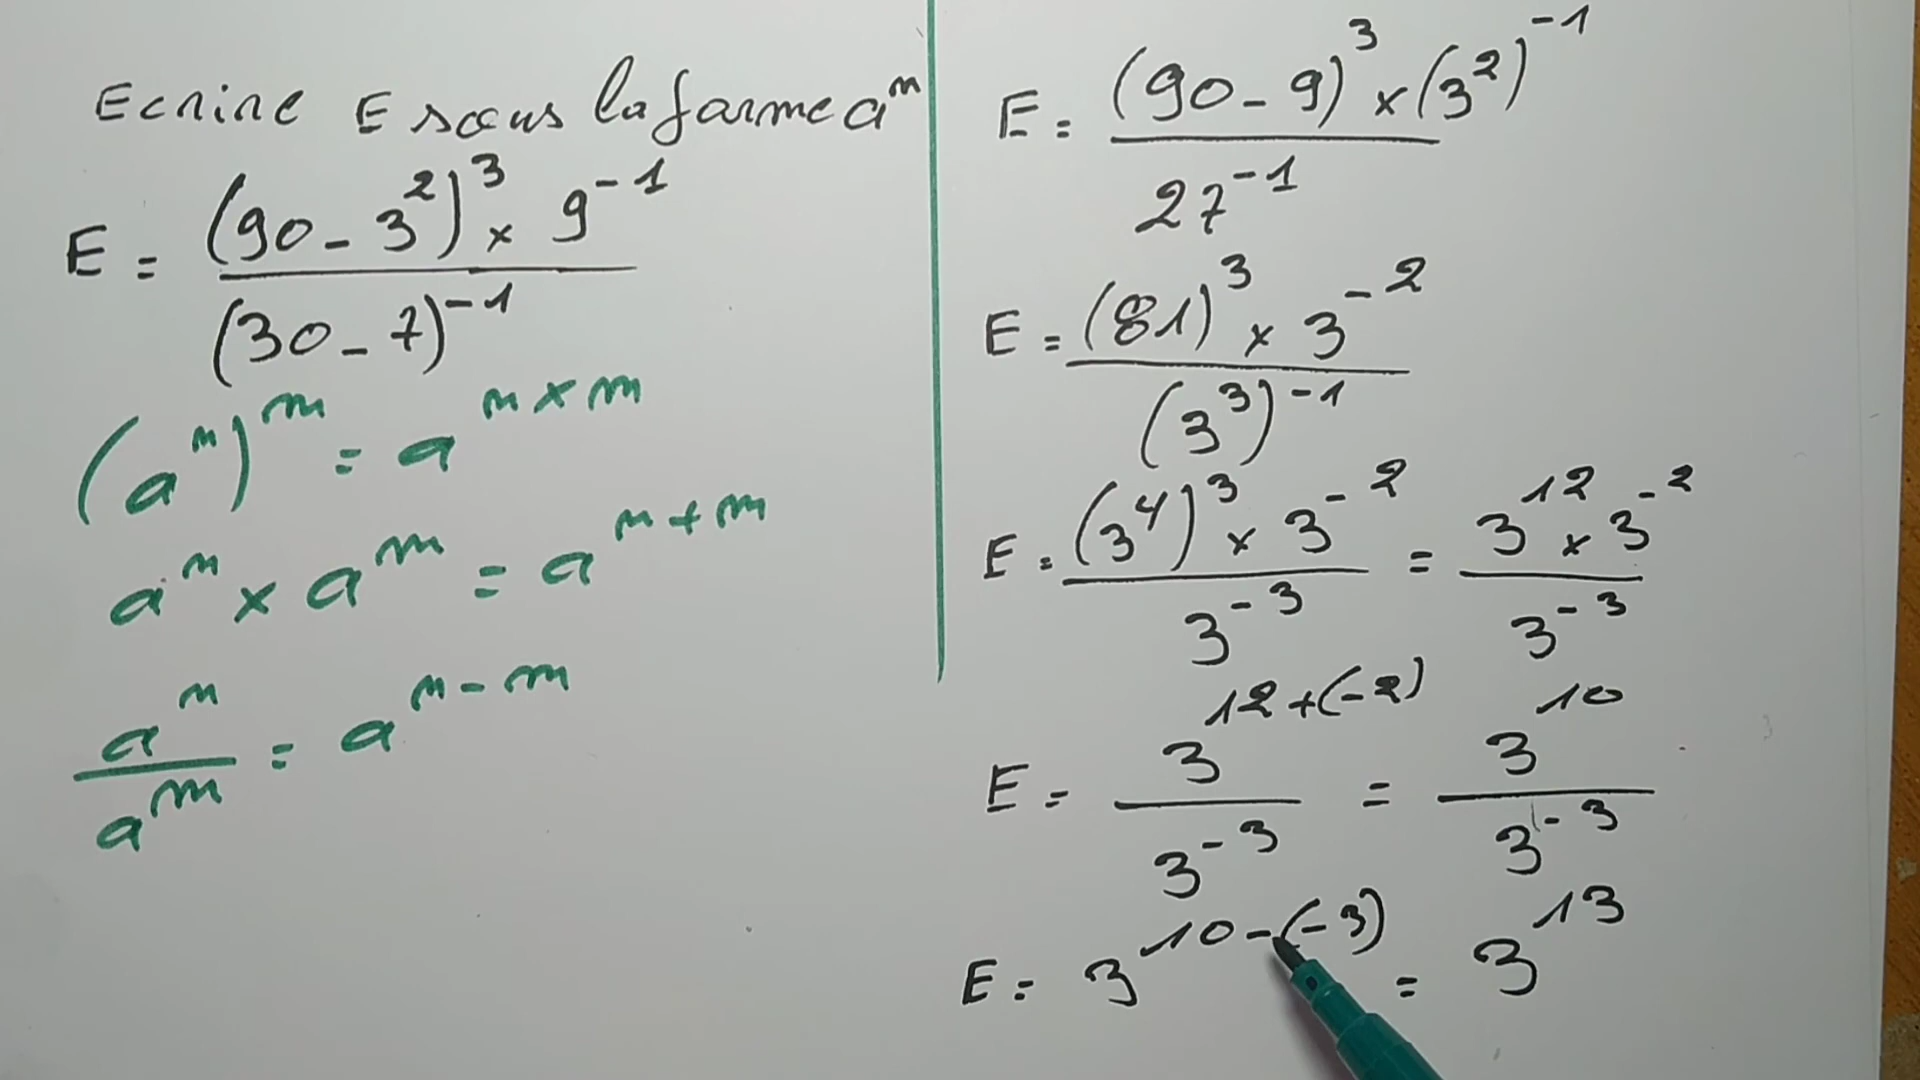 Ecrire E sous la forme aⁿ
E = ((90 - 3²)³ × 9⁻¹) / (30 - 7)⁻¹
(aⁿ)ᵐ = aⁿ ˣ ᵐ
aⁿ × aᵐ = aⁿ⁺ᵐ
aⁿ / aᵐ = aⁿ⁻ᵐ
E = ((90 - 9)³ × (3²)⁻¹) / 27⁻¹
E = ((81)³ × 3⁻²) / (3³)⁻¹
E = ((3⁴)³ × 3⁻²) / 3⁻³ = (3¹² × 3⁻²) / 3⁻³
E = 3¹²⁺⁽⁻²⁾ / 3⁻³ = 3¹⁰ / 3⁻³
E = 3¹⁰⁻⁽⁻³⁾ = 3¹³